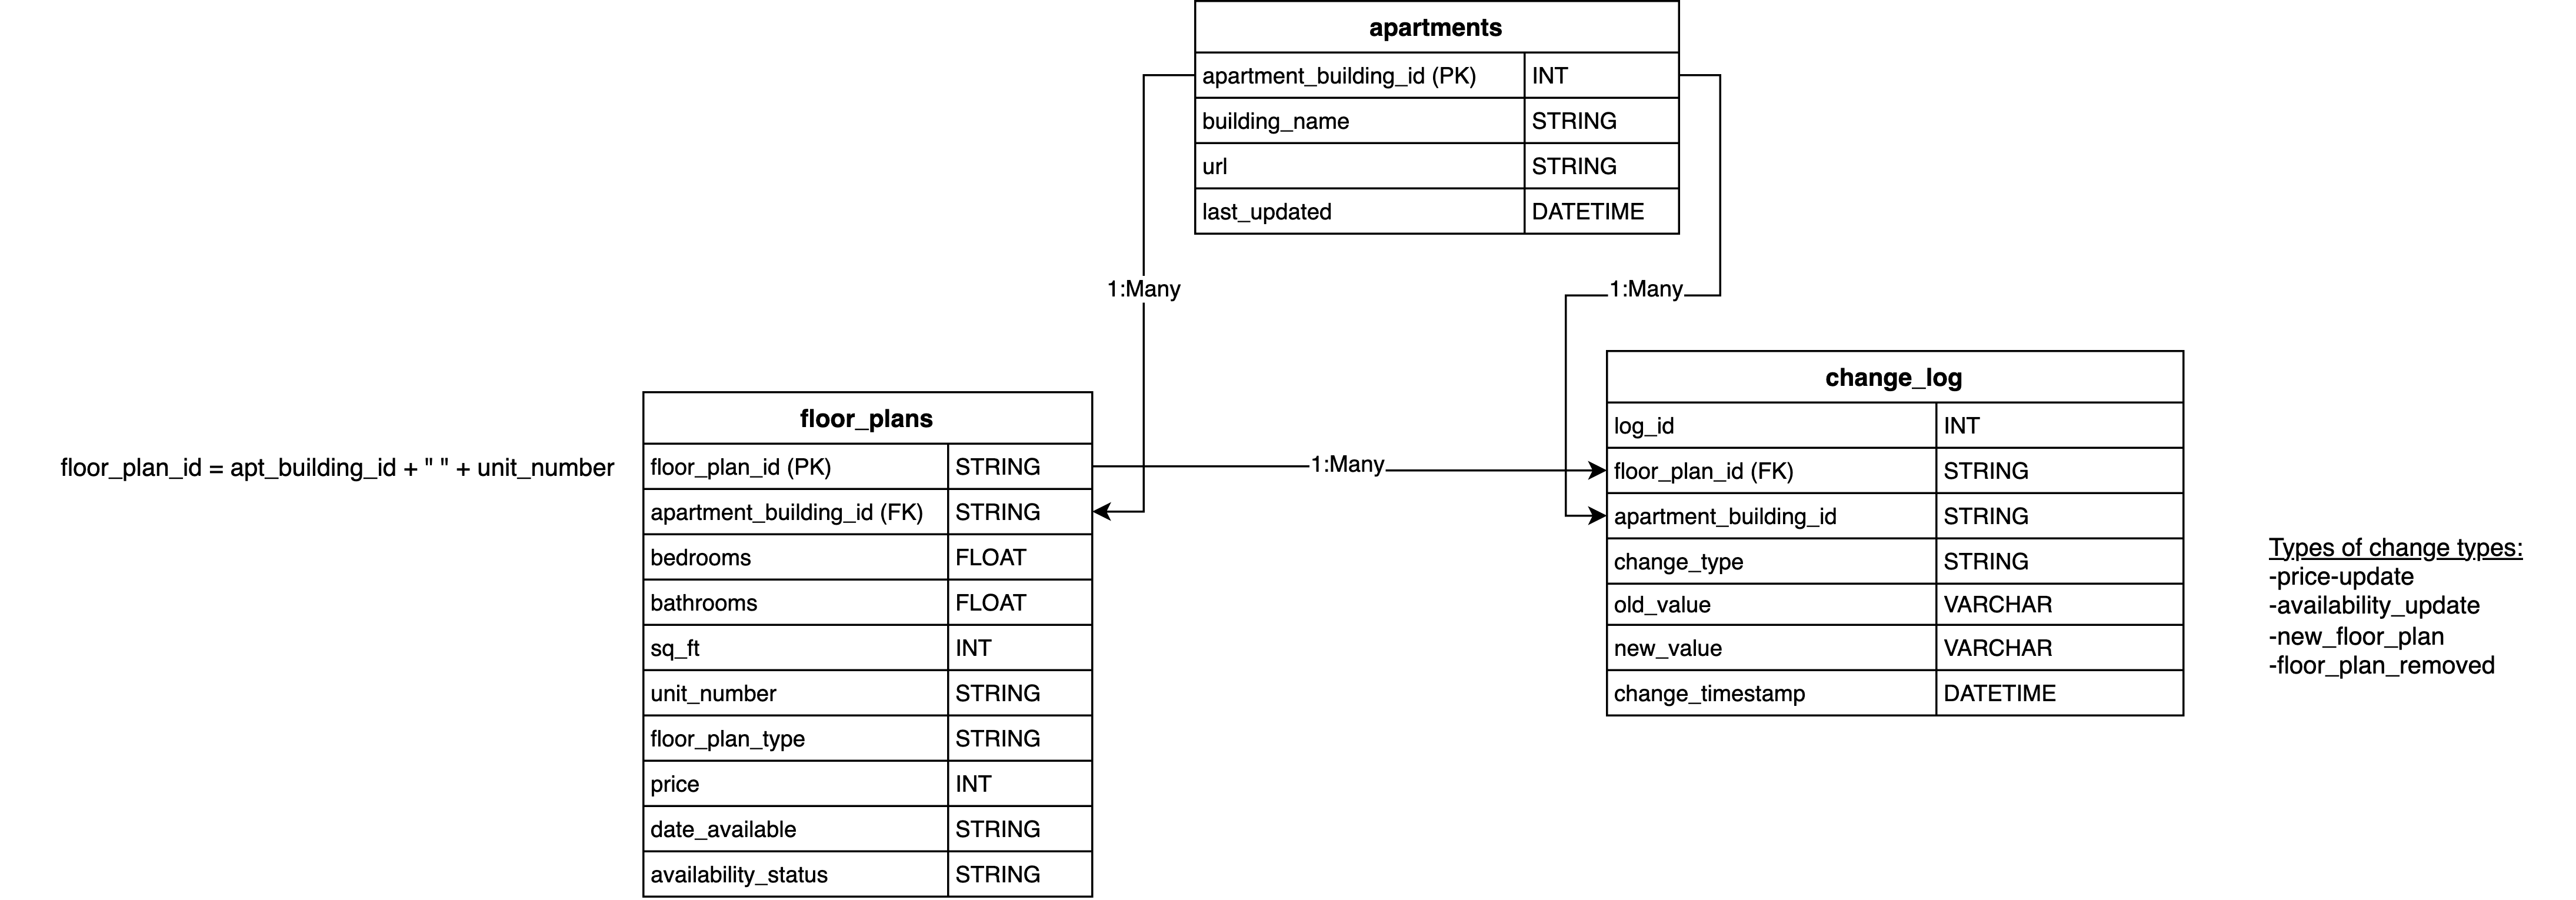 apartments
apartment_building_id (PK) INT
building_name STRING
url STRING
last_updated DATETIME
1:Many
1:Many
floor_plan_id = apt_building_id + " " + unit_number
floor_plans
floor_plan_id (PK) STRING
apartment_building_id (FK) STRING
bedrooms FLOAT
bathrooms FLOAT
sq_ft INT
unit_number STRING
floor_plan_type STRING
price INT
date_available STRING
availability_status STRING
1:Many
change_log
log_id INT
floor_plan_id (FK) STRING
apartment_building_id STRING
change_type STRING
old_value VARCHAR
new_value VARCHAR
change_timestamp DATETIME
Types of change types:
-price-update
-availability_update
-new_floor_plan
-floor_plan_removed